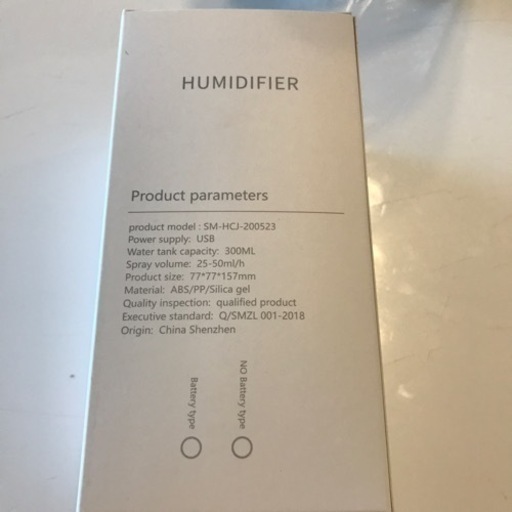 HUMIDIFIER
Product parameters
product model : SM-HCJ-200523
Power supply: USB
Water tank capacity: 300ML
Spray volume: 25-50ml/h
Product size: 77*77*157mm
Material: ABS/PP/Silica gel
Quality inspection: qualified product
Executive standard: Q/SMZL 001-2018
Origin: China Shenzhen
Battery type
NO Battery type